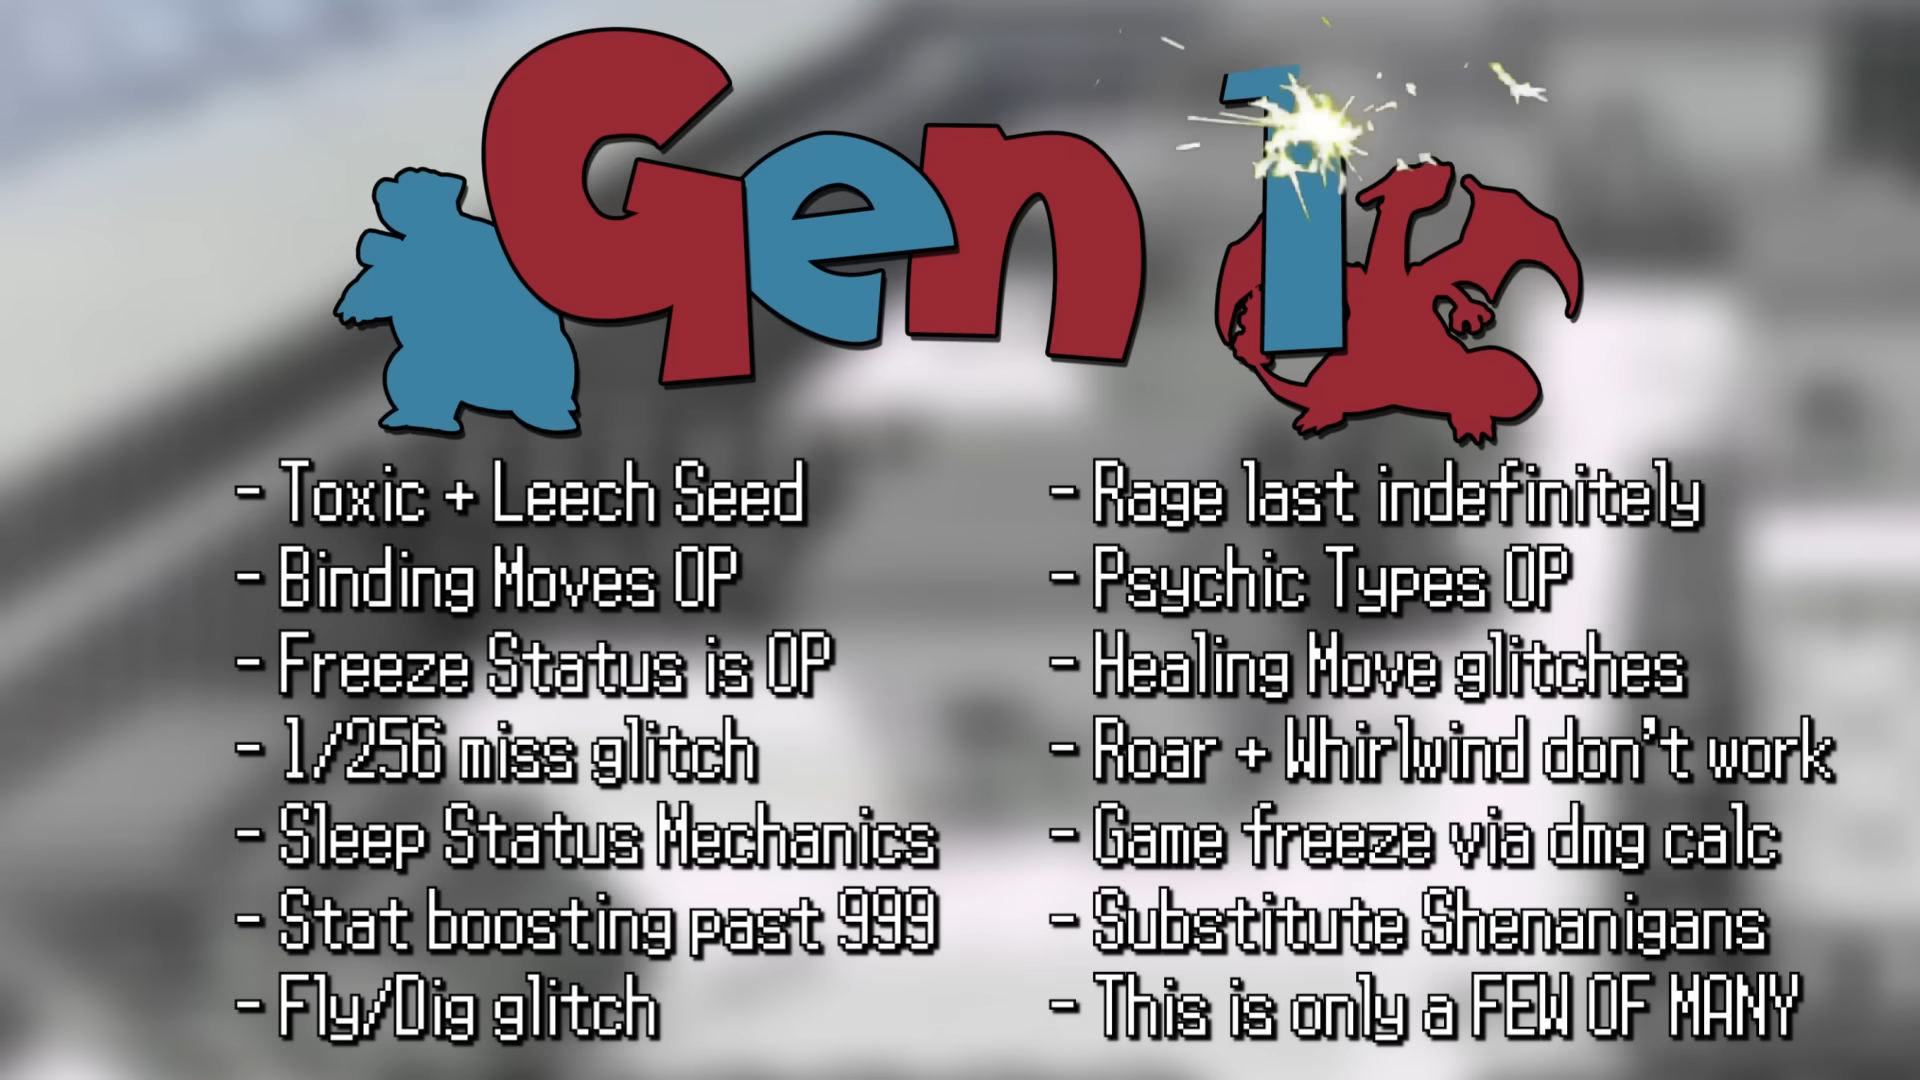 Gen 1
- Toxic + Leech Seed
- Binding Moves OP
- Freeze Status is OP
- 1/256 miss glitch
- Sleep Status Mechanics
- Stat boosting past 999
- Fly/Dig glitch
- Rage last indefinitely
- Psychic Types OP
- Healing Move glitches
- Roar + Whirlwind don't work
- Game freeze via dmg calc
- Substitute Shenanigans
- This is only a FEW OF MANY